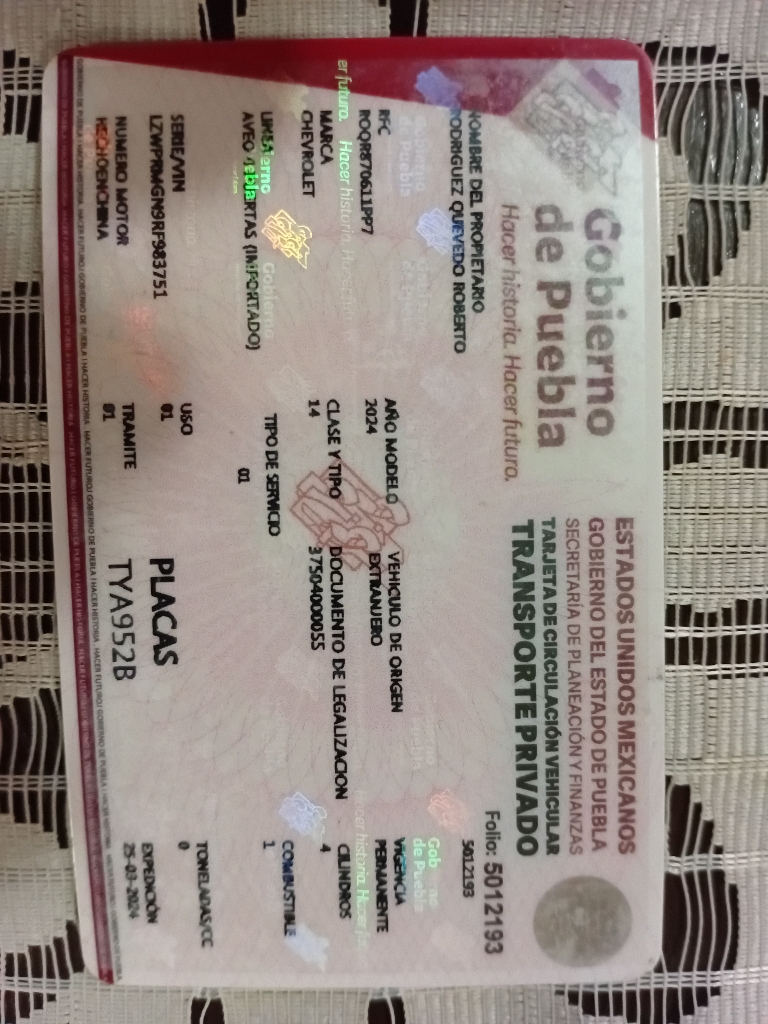 Gobierno
de Puebla
Hacer historia. Hacer futuro.
ESTADOS UNIDOS MEXICANOS
GOBIERNO DEL ESTADO DE PUEBLA
SECRETARÍA DE PLANEACIÓN Y FINANZAS
TARJETA DE CIRCULACIÓN VEHICULAR
TRANSPORTE PRIVADO
Folio: 5012193
5012193
NOMBRE DEL PROPIETARIO
RODRIGUEZ QUEVEDO ROBERTO
RFC
ROQR870611PP7
AÑO MODELO
2024
VEHICULO DE ORIGEN
EXTRANJERO
VIGENCIA
PERMANENTE
MARCA
CHEVROLET
CLASE Y TIPO
14
DOCUMENTO DE LEGALIZACION
37504000055
CILINDROS
4
AVEO (IMPORTADO)
TIPO DE SERVICIO
01
COMBUSTIBLE
1
SERIE/VIN
LZWPRMGN9RF983751
USO
01
PLACAS
TYA952B
TONELADAS/CC
0
NUMERO MOTOR
HECHOENCHINA
TRAMITE
01
EXPEDICIÓN
25-03-2024